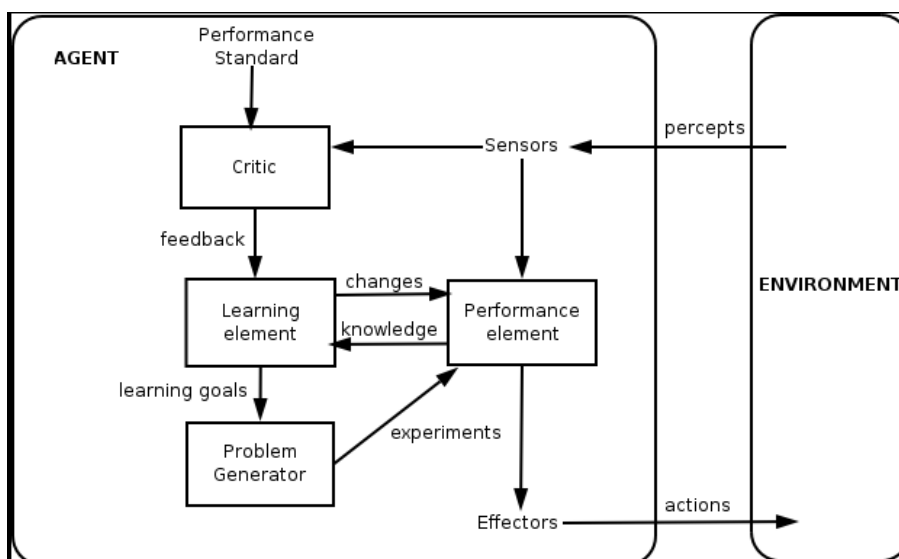 Performance
Standard
AGENT
percepts
Sensors
Critic
feedback
changes
ENVIRONMENT
Learning
element
Performance
element
knowledge
learning goals
experiments
Problem
Generator
actions
Effectors